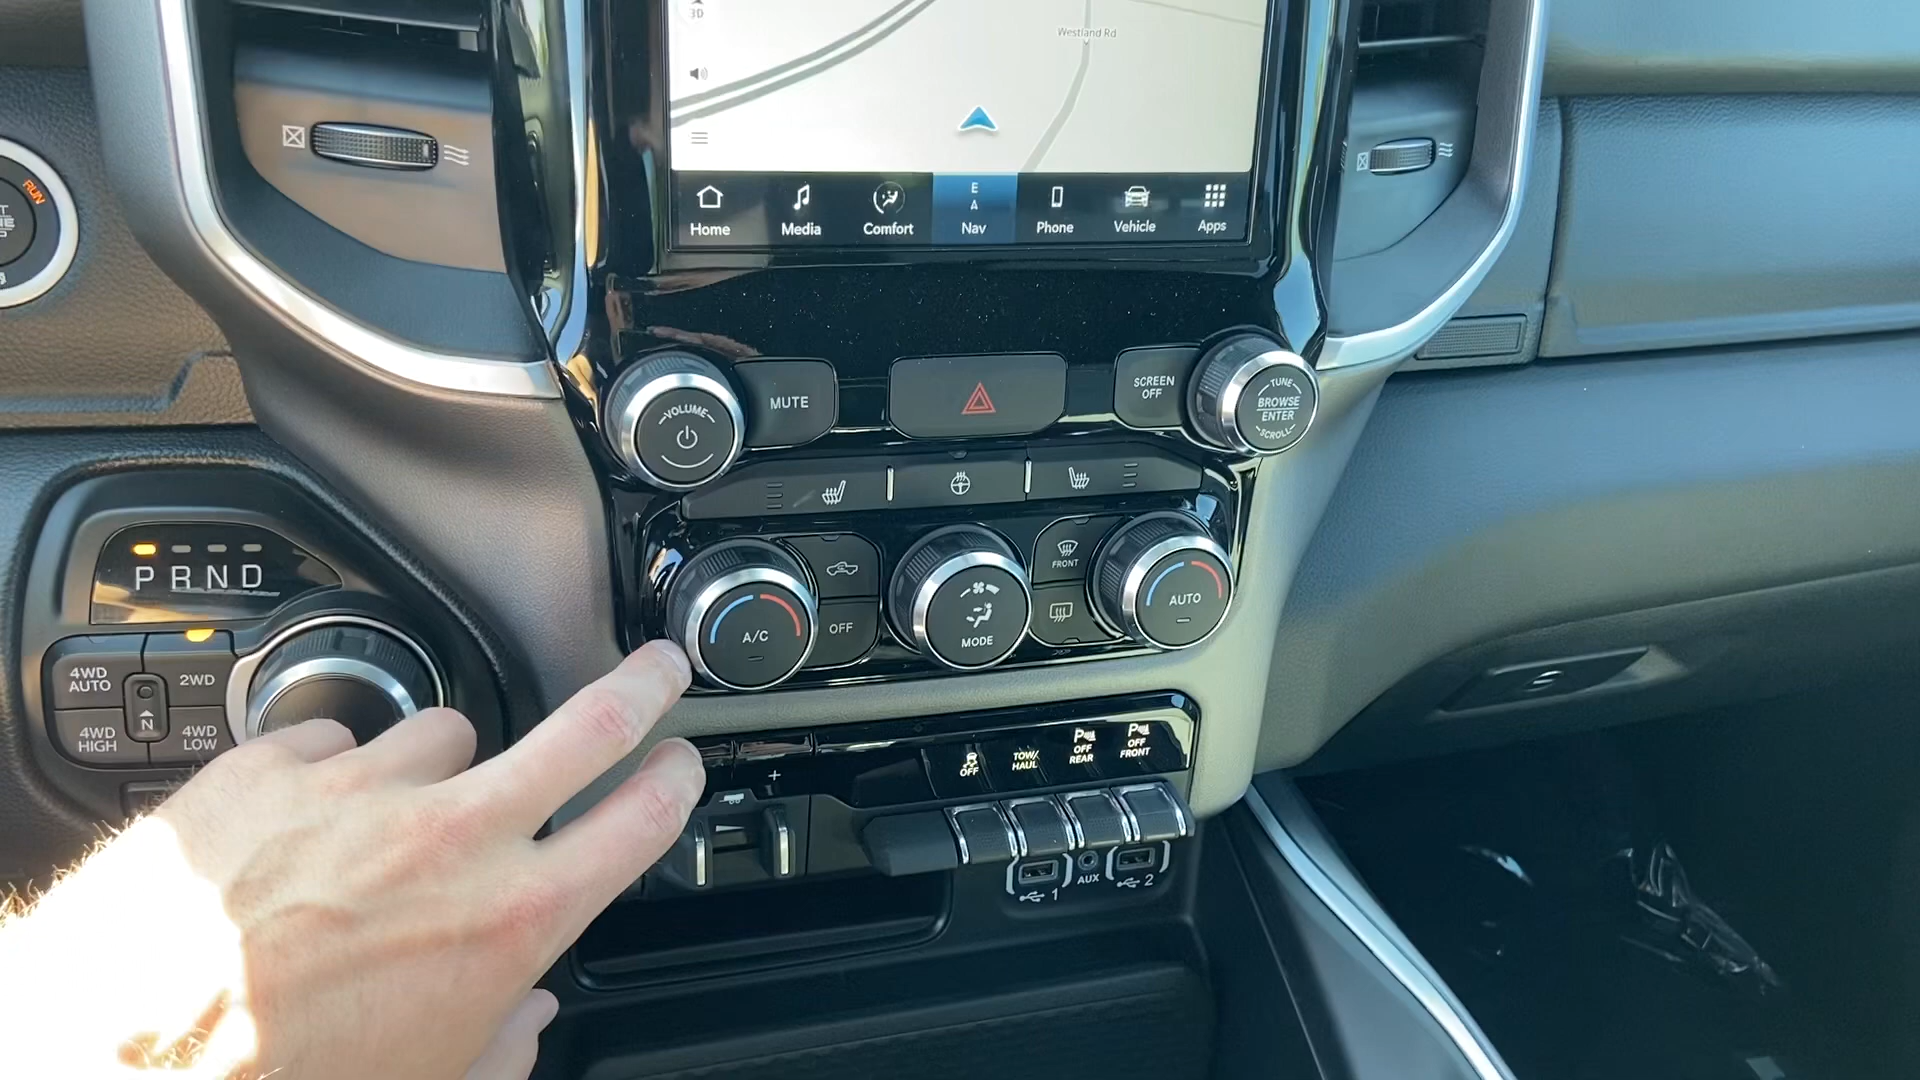 3D
Westland Rd
E
A
Home
Media
Comfort
Nav
Phone
Vehicle
Apps
RUN
VOLUME
MUTE
SCREEN
OFF
TUNE
BROWSE
ENTER
SCROLL
P R N D
A/C
OFF
MODE
FRONT
AUTO
4WD
AUTO
2WD
N
4WD
HIGH
4WD
LOW
+
OFF
TOW/
HAUL
P
OFF
REAR
P
OFF
FRONT
1
AUX
2